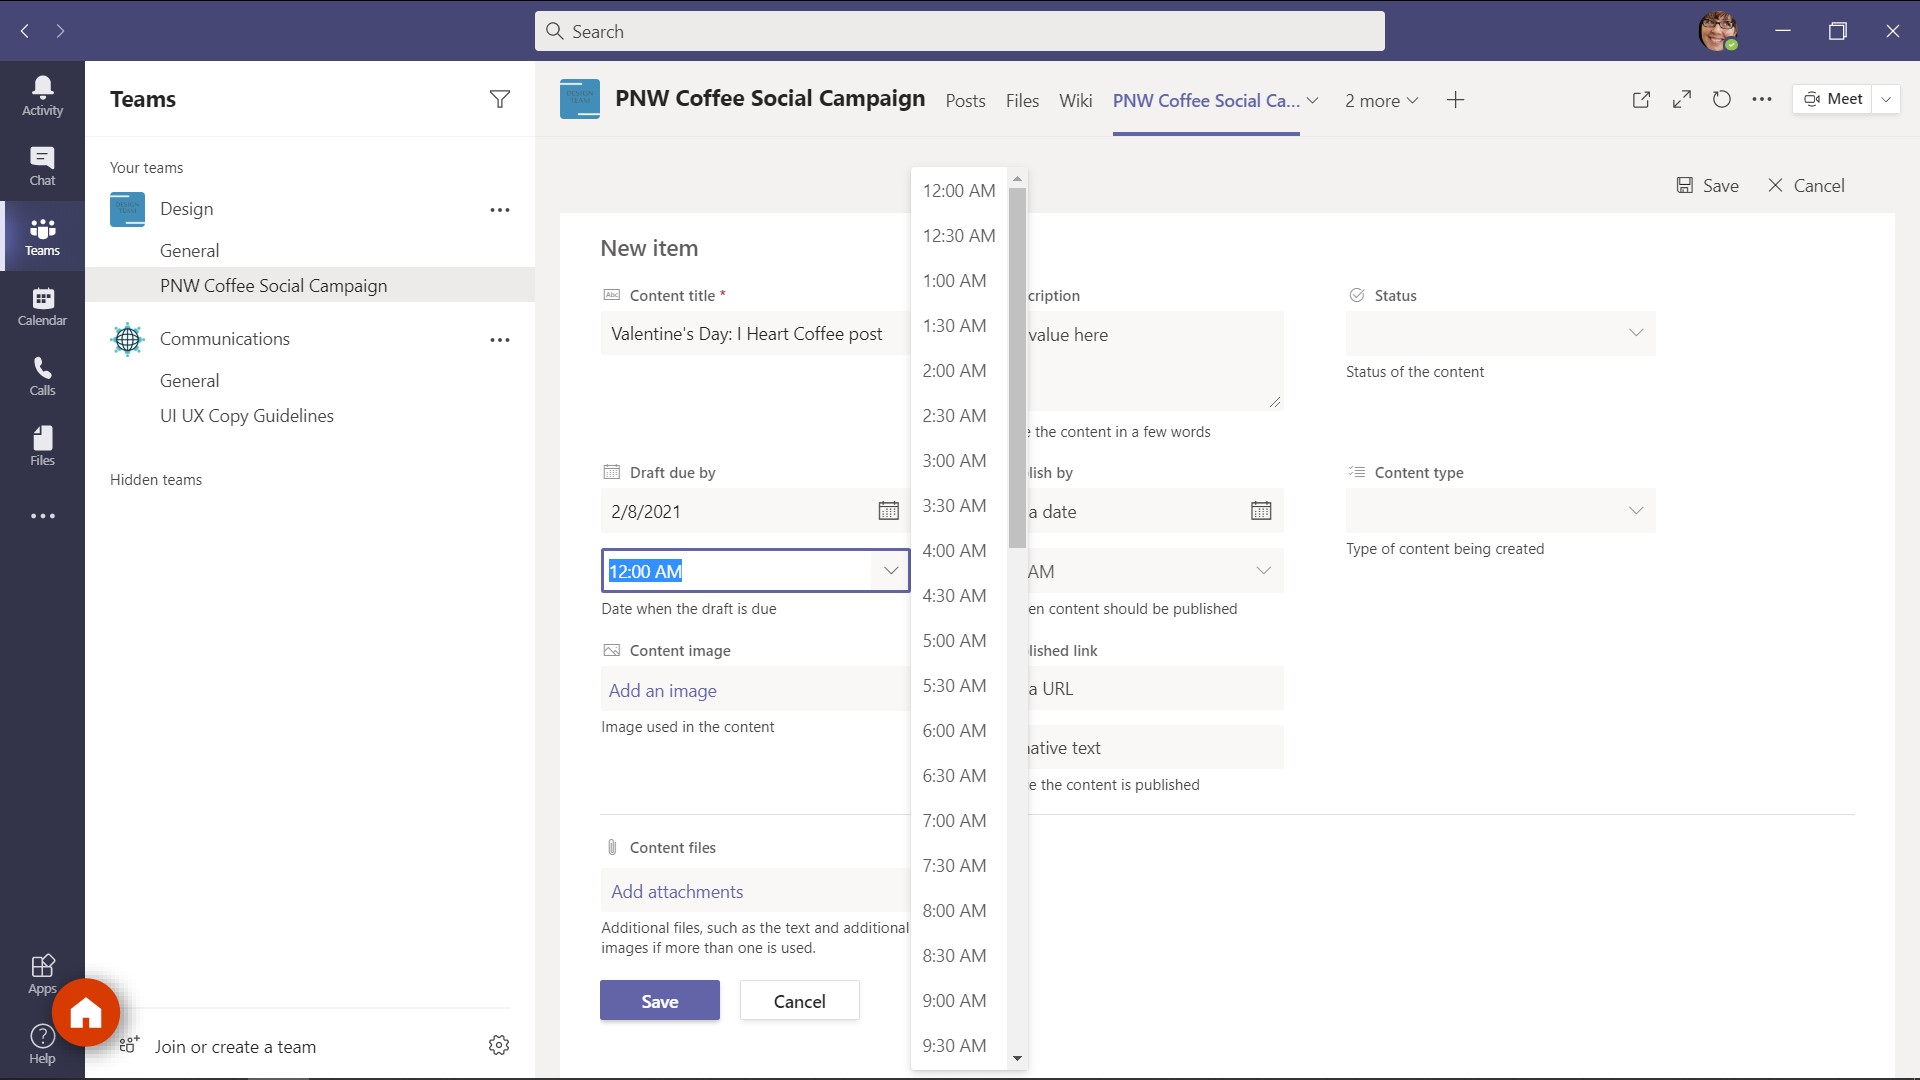 Search
Activity
Chat
Teams
Calendar
Calls
Files
Apps
Help
Teams
Your teams
Design
General
PNW Coffee Social Campaign
Communications
General
UI UX Copy Guidelines
Hidden teams
Join or create a team
PNW Coffee Social Campaign Posts Files Wiki PNW Coffee Social Ca... 2 more
Meet
Save Cancel
New item
Abc Content title *
Valentine's Day: I Heart Coffee post
cription
value here
the content in a few words
Status
Status of the content
Draft due by
2/8/2021
12:00 AM
Date when the draft is due
lish by
a date
AM
en content should be published
Content type
Type of content being created
Content image
Add an image
Image used in the content
lished link
a URL
native text
e the content is published
Content files
Add attachments
Additional files, such as the text and additional
images if more than one is used.
Save Cancel
12:00 AM
12:30 AM
1:00 AM
1:30 AM
2:00 AM
2:30 AM
3:00 AM
3:30 AM
4:00 AM
4:30 AM
5:00 AM
5:30 AM
6:00 AM
6:30 AM
7:00 AM
7:30 AM
8:00 AM
8:30 AM
9:00 AM
9:30 AM